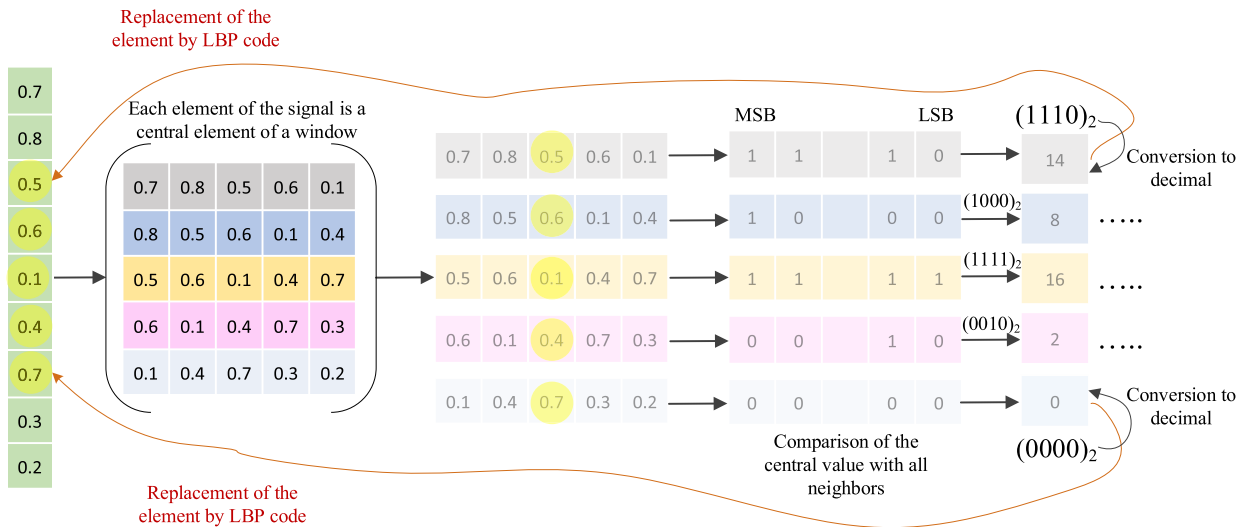 Replacement of the
element by LBP code
0.7
0.8
0.5
0.6
0.1
0.4
0.7
0.3
0.2
Each element of the signal is a
central element of a window
0.7 0.8 0.5 0.6 0.1
0.8 0.5 0.6 0.1 0.4
0.5 0.6 0.1 0.4 0.7
0.6 0.1 0.4 0.7 0.3
0.1 0.4 0.7 0.3 0.2
MSB LSB
0.7 0.8 0.5 0.6 0.1 1 1 1 0 (1110)₂ 14
Conversion to
decimal
0.8 0.5 0.6 0.1 0.4 1 0 0 0 (1000)₂ 8 .....
0.5 0.6 0.1 0.4 0.7 1 1 1 1 (1111)₂ 16 .....
0.6 0.1 0.4 0.7 0.3 0 0 1 0 (0010)₂ 2 .....
0.1 0.4 0.7 0.3 0.2 0 0 0 0 0
Conversion to
decimal
(0000)₂
Comparison of the
central value with all
neighbors
Replacement of the
element by LBP code